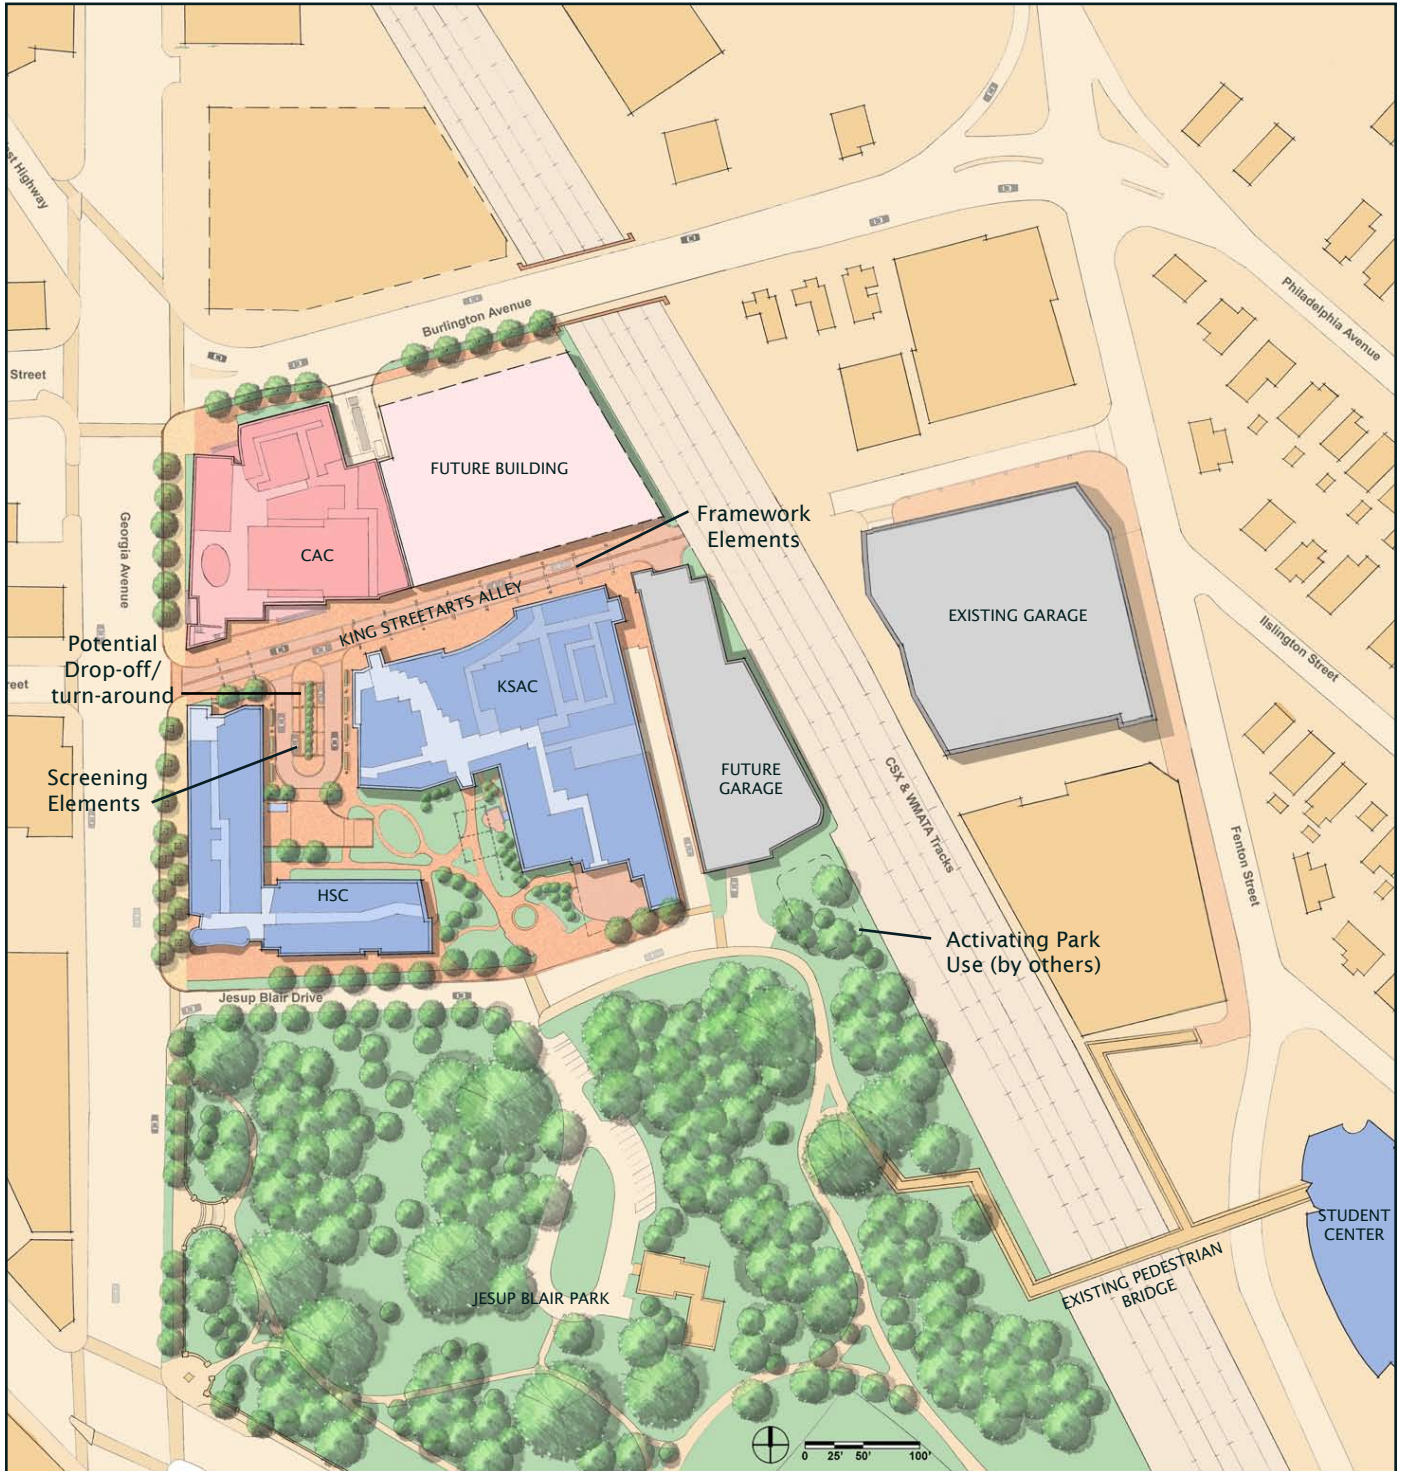 st Highway
Burlington Avenue
Philadelphia Avenue
Street
FUTURE BUILDING
Framework
Elements
Georgia Avenue
CAC
KING STREETARTS ALLEY
EXISTING GARAGE
Potential
Drop-off/
turn-around
reet
KSAC
Ilslington Street
Screening
Elements
FUTURE
GARAGE
CSX & WMATA Tracks
Fenton Street
HSC
Activating Park
Use (by others)
Jesup Blair Drive
STUDENT
CENTER
EXISTING PEDESTRIAN
BRIDGE
JESUP BLAIR PARK
0 25' 50' 100'